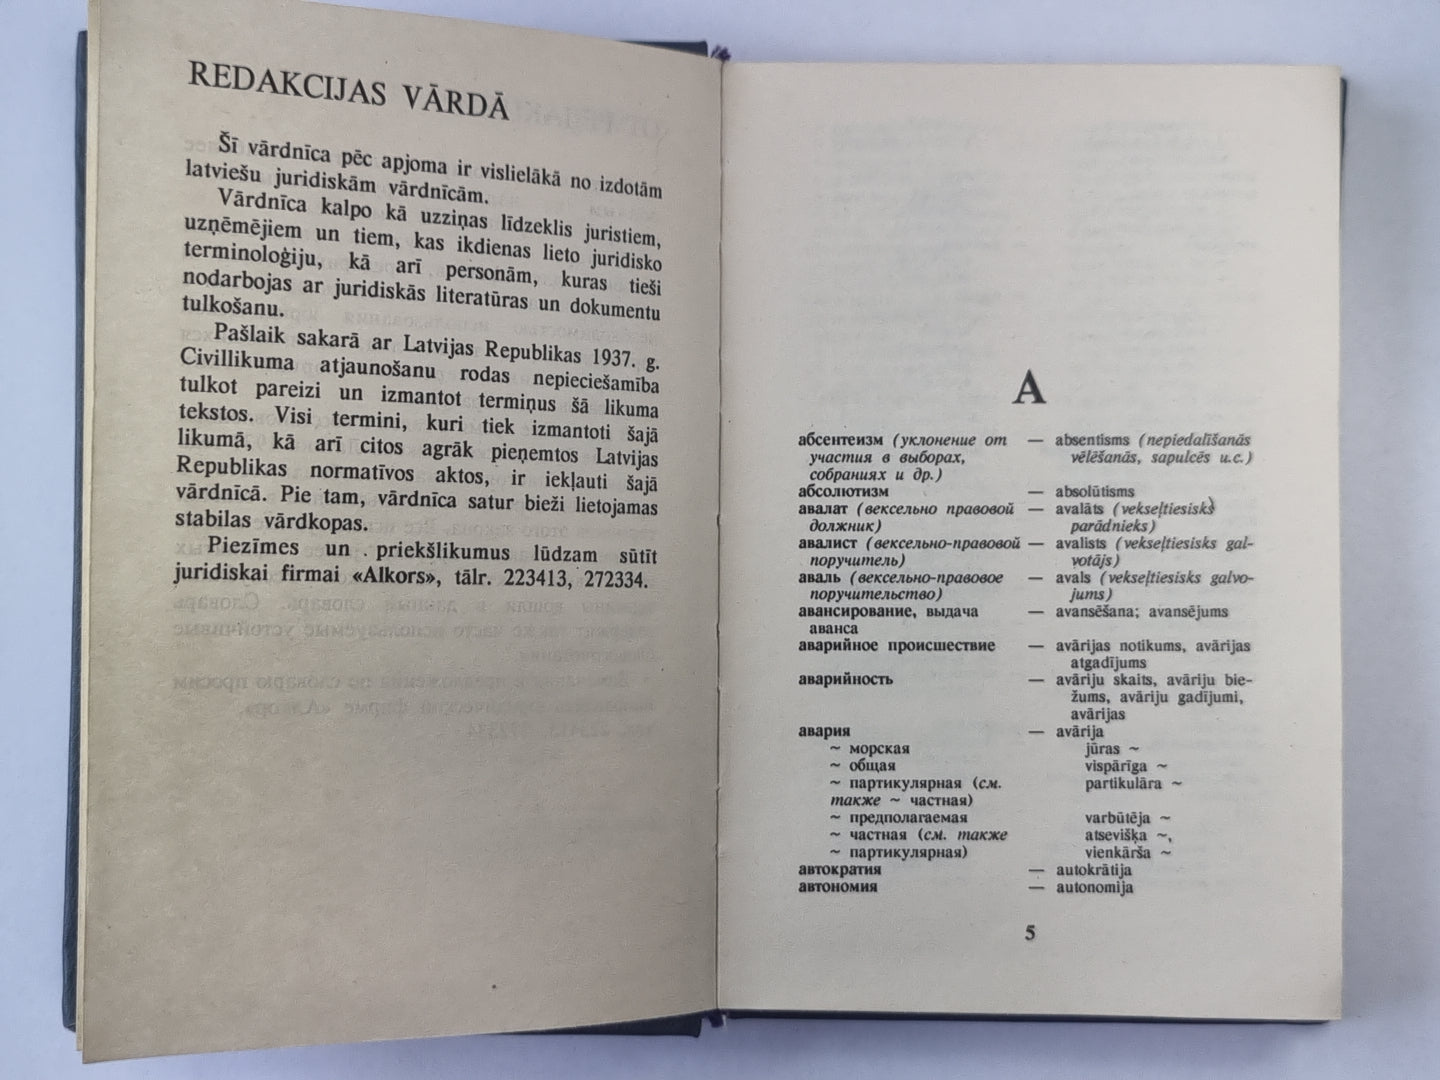 REDAKCIJAS VĀRDĀ
Šī vārdnīca pēc apjoma ir vislielākā no izdotām
latviešu juridiskām vārdnīcām.
Vārdnīca kalpo kā uzziņas līdzeklis juristiem,
uzņēmējiem un tiem, kas ikdienas lieto juridisko
terminoloģiju, kā arī personām, kuras tieši
nodarbojas ar juridiskās literatūras un dokumentu
tulkošanu.
Pašlaik sakarā ar Latvijas Republikas 1937. g.
Civillikuma atjaunošanu rodas nepieciešamība
tulkot pareizi un izmantot termiņus šā likuma
tekstos. Visi termini, kuri tiek izmantoti šajā
likumā, kā arī citos agrāk pieņemtos Latvijas
Republikas normatīvos aktos, ir iekļauti šajā
vārdnīcā. Pie tam, vārdnīca satur bieži lietojamas
stabilas vārdkopas.
Piezīmes un priekšlikumus lūdzam sūtīt
juridiskai firmai «Alkors», tālr. 223413, 272334.
А
абсентеизм (уклонение от — absentisms (nepiedalīšanās
участия в выборах, vēlēšanās, sapulcēs u.c.)
собраниях и др.)
абсолютизм — absolūtisms
авалат (вексельно правовой — avalāts (vekseļtiesisks
должник) parādnieks)
авалист (вексельно-правовой — avalists (vekseļtiesisks gal-
поручитель) votājs)
аваль (вексельно-правовое — avals (vekseļtiesisks galvo-
поручительство) jums)
авансирование, выдача — avansēšana; avansējums
аванса
аварийное происшествие — avārijas notikums, avārijas
atgadījums
аварийность — avāriju skaits, avāriju bie-
žums, avāriju gadījumi,
avārijas
авария — avārija
~ морская jūras ~
~ общая vispārīga ~
~ партикулярная (см. partikulāra ~
также ~ частная)
~ предполагаемая varbūtēja ~
~ частная (см. также atsevišķa ~,
~ партикулярная) vienkārša ~
автократия — autokrātija
автономия — autonomija
5